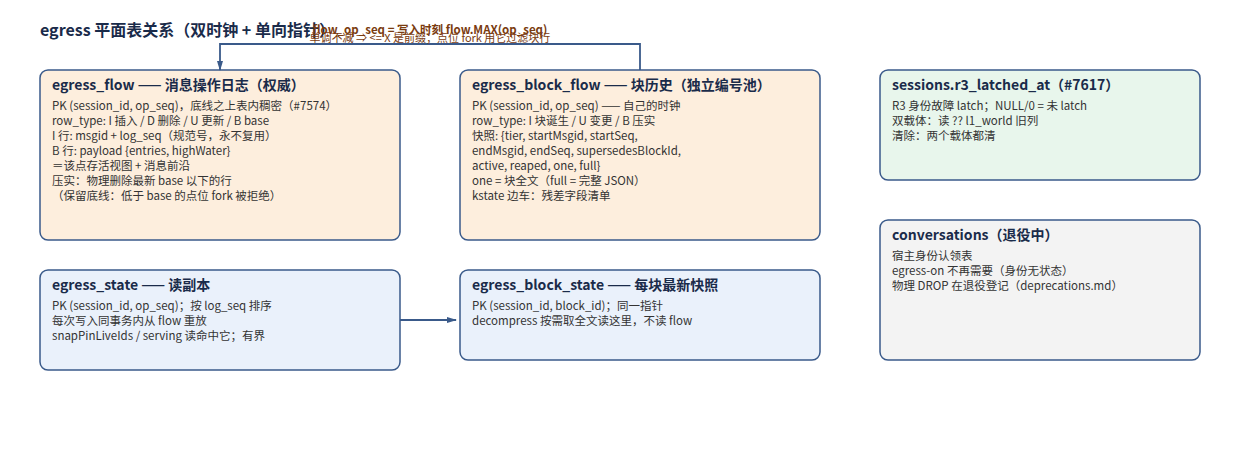 egress 平面表关系（双时钟 + 单向指针）
flow_op_seq = 写入时刻 flow.MAX(op_seq)
单调不减 ⇒ <=X 是前缀，点位 fork 用它过滤块行
egress_flow —— 消息操作日志（权威）
PK (session_id, op_seq)，底线之上表内稠密（#7574）
row_type: I 插入 / D 删除 / U 更新 / B base
I 行: msgid + log_seq（规范号，永不复用）
B 行: payload {entries, highWater}
＝该点存活视图 + 消息前沿
压实：物理删除最新 base 以下的行
（保留底线：低于 base 的点位 fork 被拒绝）
egress_block_flow —— 块历史（独立编号池）
PK (session_id, op_seq) —— 自己的时钟
row_type: I 块诞生 / U 变更 / B 压实
快照: {tier, startMsgid, startSeq,
endMsgid, endSeq, supersedesBlockId,
active, reaped, one, full}
one = 块全文（full = 完整 JSON）
kstate 边车：残差字段清单
sessions.r3_latched_at（#7617）
R3 身份故障 latch；NULL/0 = 未 latch
双载体：读 ?? l1_world 旧列
清除：两个载体都清
conversations（退役中）
宿主身份认领表
egress-on 不再需要（身份无状态）
物理 DROP 在退役登记（deprecations.md）
egress_state —— 读副本
PK (session_id, op_seq)；按 log_seq 排序
每次写入同事务内从 flow 重放
snapPinLiveIds / serving 读命中它；有界
egress_block_state —— 每块最新快照
PK (session_id, block_id)；同一指针
decompress 按需取全文读这里，不读 flow